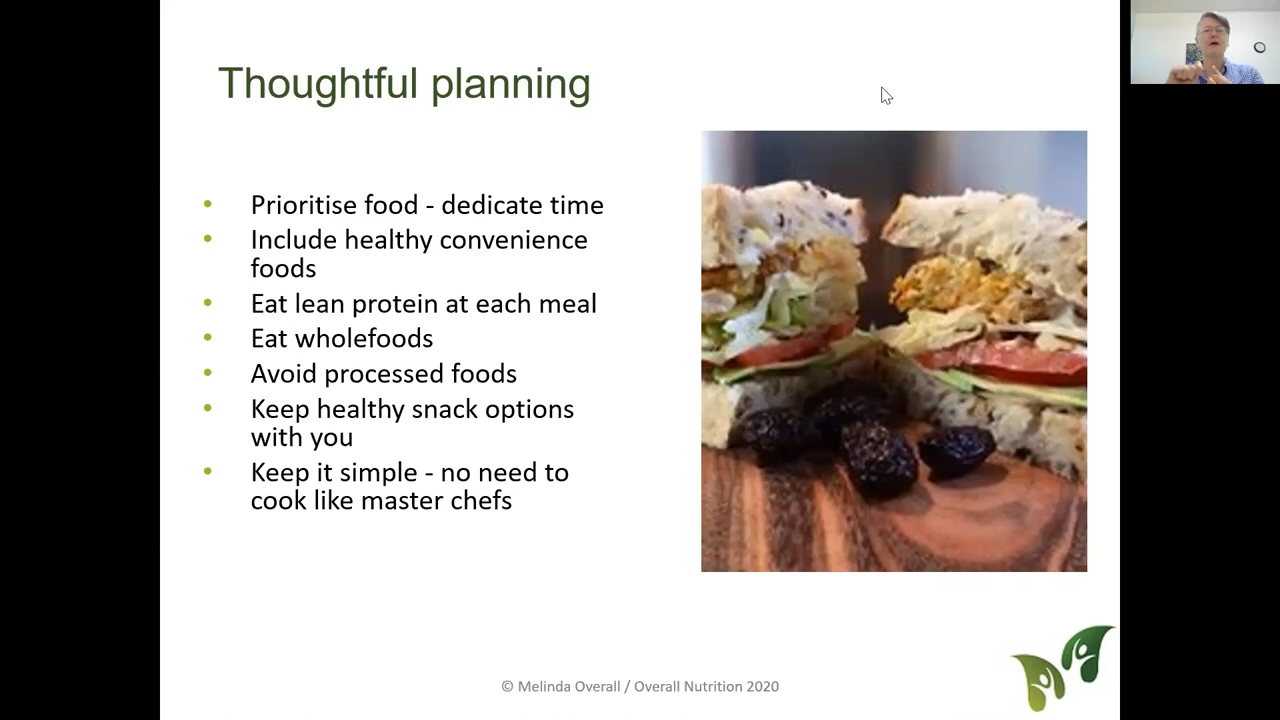 Thoughtful planning
• Prioritise food - dedicate time
• Include healthy convenience
foods
• Eat lean protein at each meal
• Eat wholefoods
• Avoid processed foods
• Keep healthy snack options
with you
• Keep it simple - no need to
cook like master chefs
© Melinda Overall / Overall Nutrition 2020